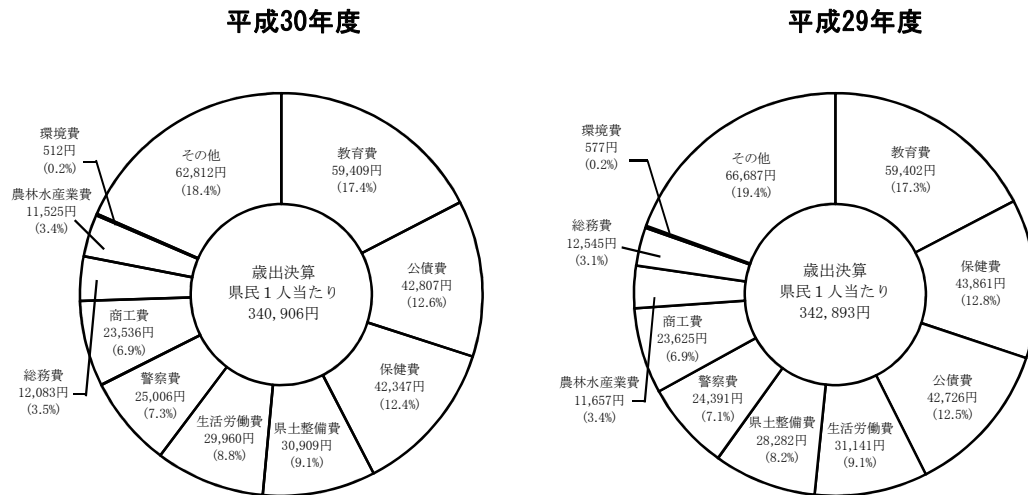 平成30年度
環境費
512円
(0.2%)
農林水産業費
11,525円
(3.4%)
総務費
12,083円
(3.5%)
その他
62,812円
(18.4%)
教育費
59,409円
(17.4%)
公債費
42,807円
(12.6%)
保健費
42,347円
(12.4%)
県土整備費
30,909円
(9.1%)
生活労働費
29,960円
(8.8%)
警察費
25,006円
(7.3%)
商工費
23,536円
(6.9%)
歳出決算
県民１人当たり
340,906円
平成29年度
環境費
577円
(0.2%)
総務費
12,545円
(3.1%)
農林水産業費
11,657円
(3.4%)
その他
66,687円
(19.4%)
教育費
59,402円
(17.3%)
保健費
43,861円
(12.8%)
公債費
42,726円
(12.5%)
生活労働費
31,141円
(9.1%)
県土整備費
28,282円
(8.2%)
警察費
24,391円
(7.1%)
商工費
23,625円
(6.9%)
歳出決算
県民１人当たり
342,893円